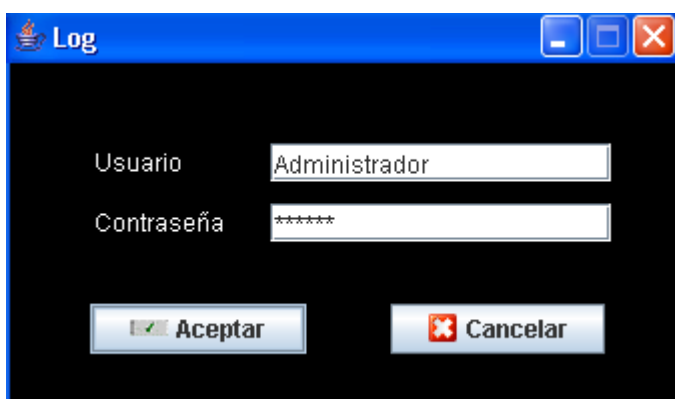 Log
Usuario Administrador
Contraseña ******
Aceptar Cancelar